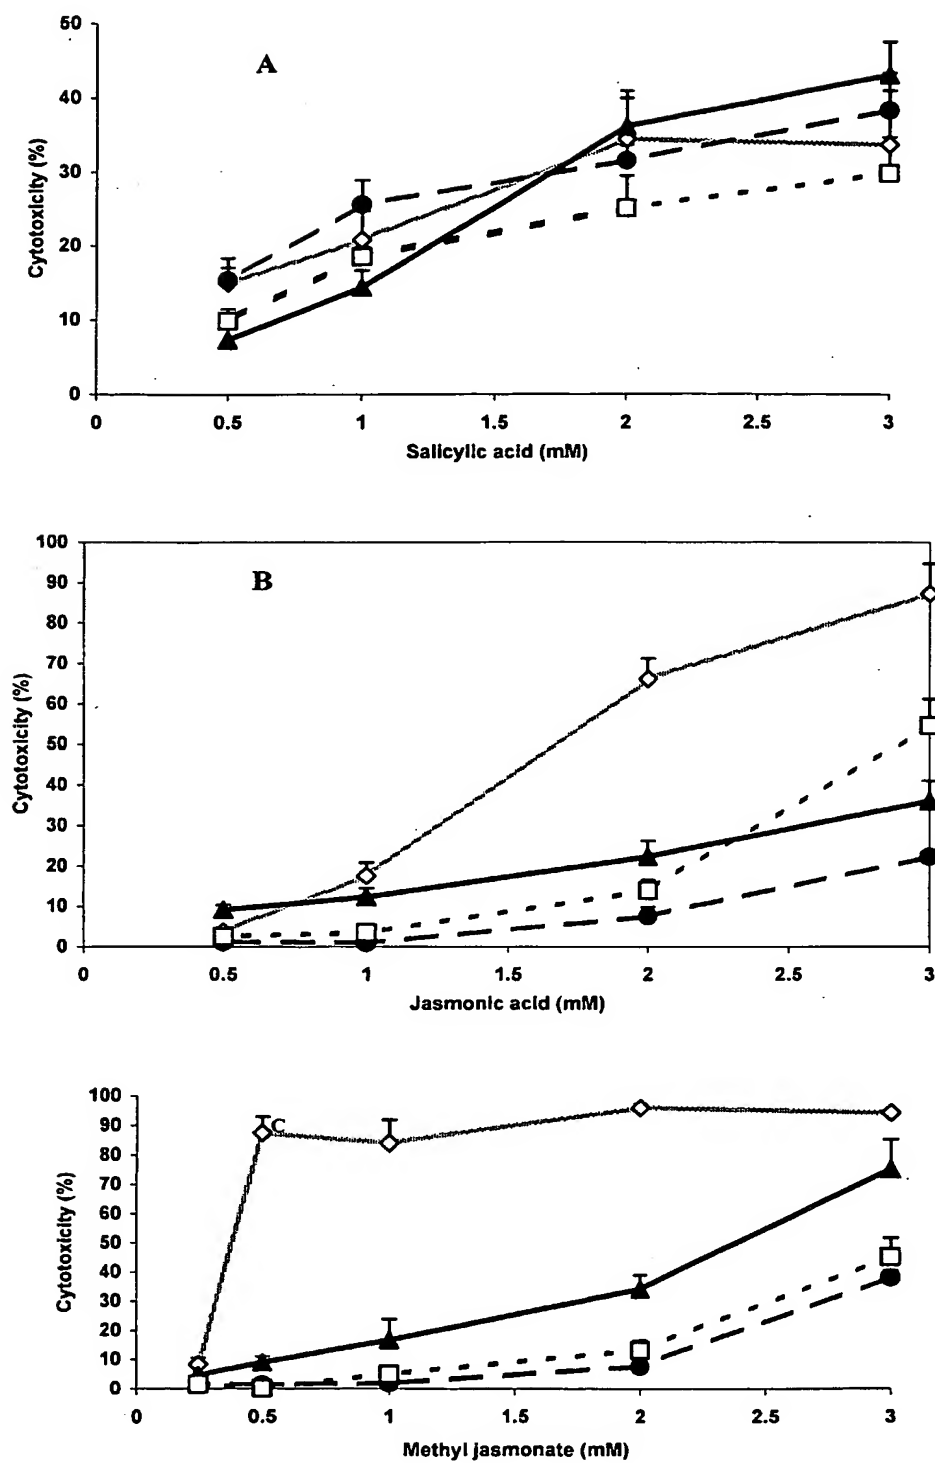 50
A
40
30
20
10
0
Cytotoxicity (%)
0 0.5 1 1.5 2 2.5 3
Salicylic acid (mM)
100
B
90
80
70
60
50
40
30
20
10
0
Cytotoxicity (%)
0 0.5 1 1.5 2 2.5 3
Jasmonic acid (mM)
100
90
C
80
70
60
50
40
30
20
10
0
Cytotoxicity (%)
0 0.5 1 1.5 2 2.5 3
Methyl jasmonate (mM)